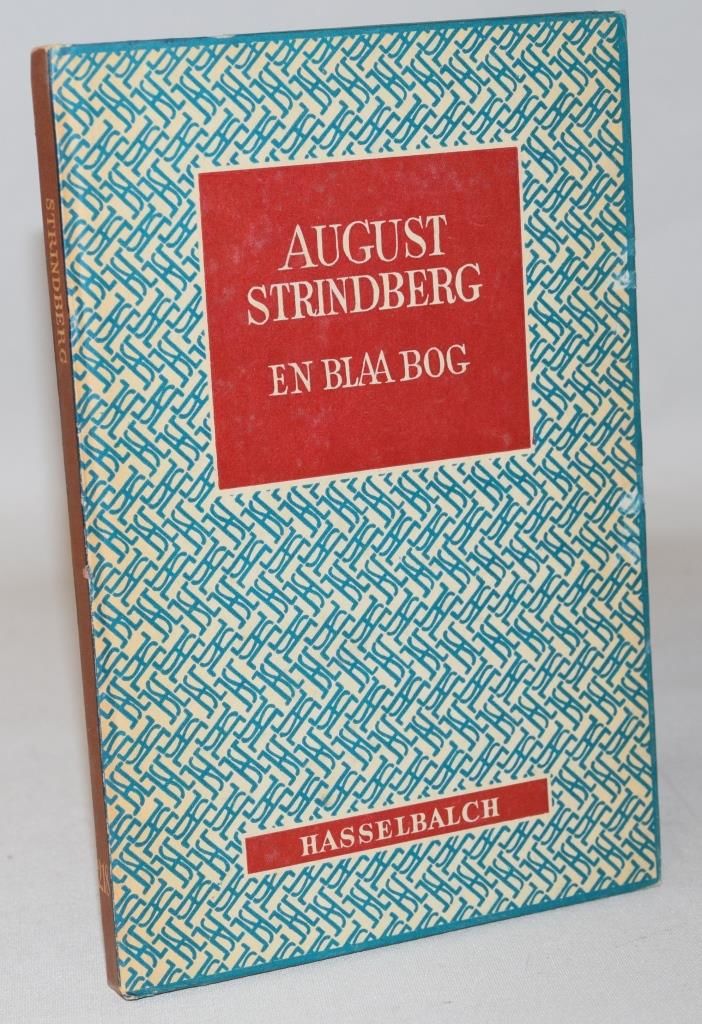 AUGUST
STRINDBERG
EN BLAA BOG
HASSELBALCH
STRINDBERG